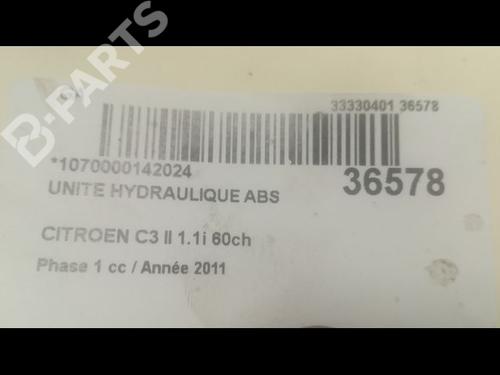 B-PARTS
33330401 36578
*1070000142024
36578
UNITE HYDRAULIQUE ABS
CITROEN C3 II 1.1i 60ch
Phase 1 cc / Année 2011